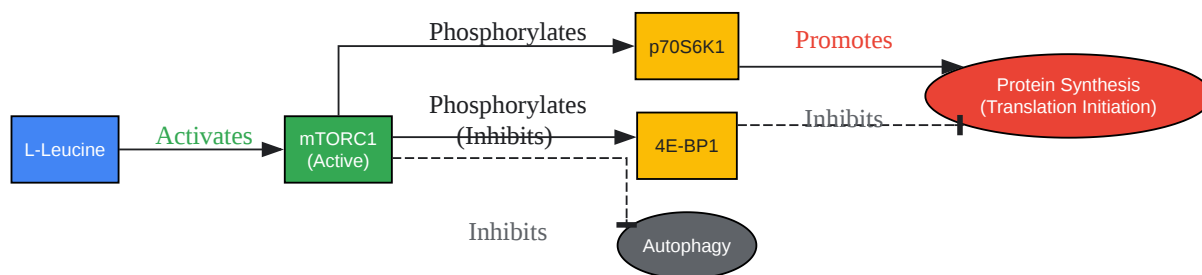 Phosphorylates
p70S6K1
Promotes
Protein Synthesis
(Translation Initiation)
L-Leucine
Activates
mTORC1
(Active)
Phosphorylates
(Inhibits)
4E-BP1
Inhibits
Inhibits
Autophagy